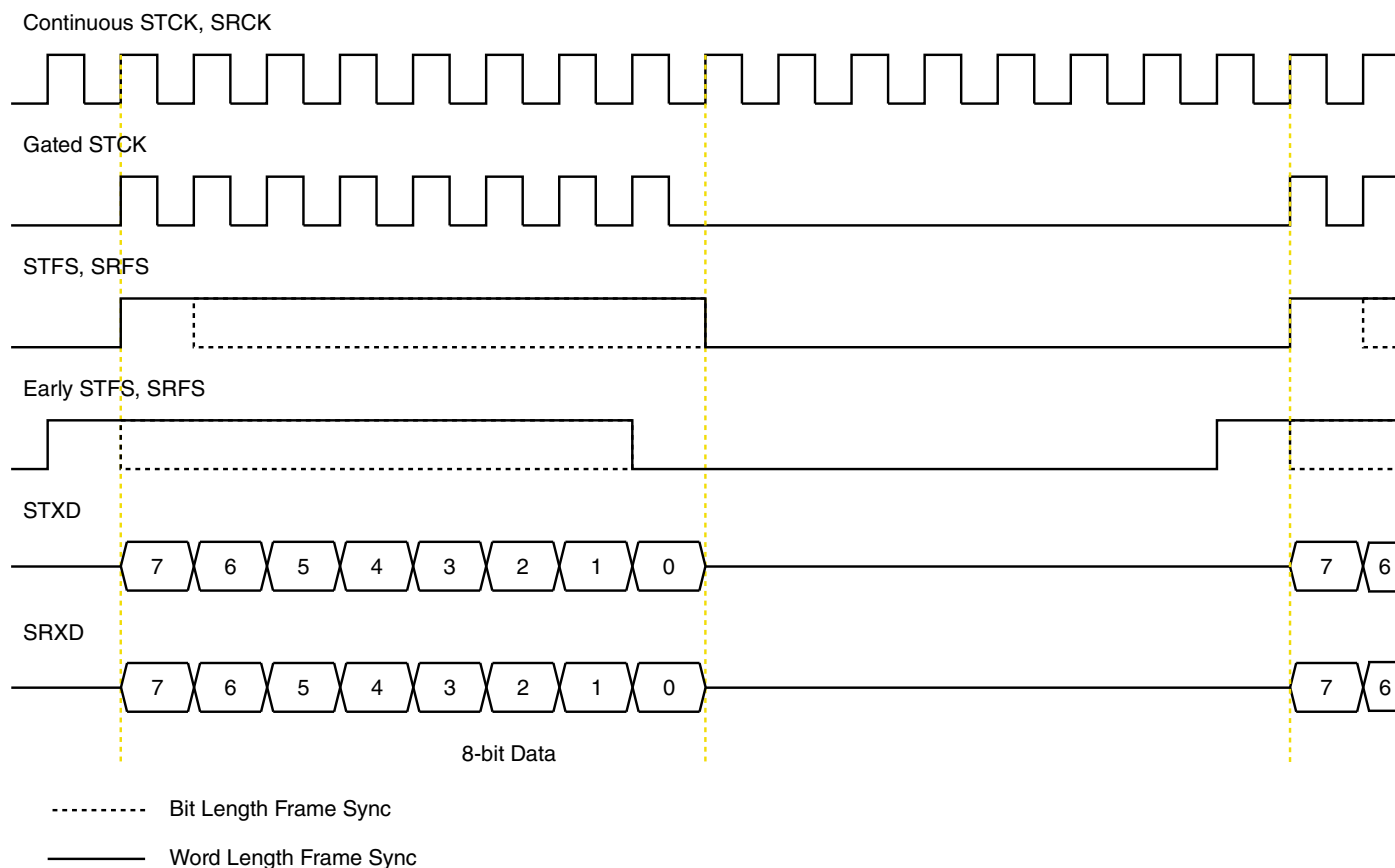 Continuous STCK, SRCK
Gated STCK
STFS, SRFS
Early STFS, SRFS
STXD
7 6 5 4 3 2 1 0 7 6
SRXD
7 6 5 4 3 2 1 0 7 6
8-bit Data
Bit Length Frame Sync
Word Length Frame Sync